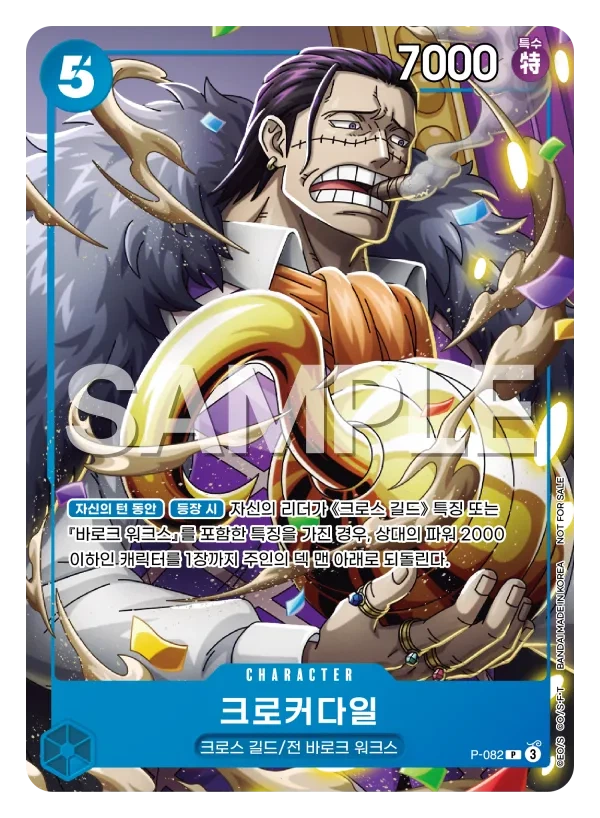 5
7000
특수
特
SAMPLE
자신의 턴 동안 등장 시 자신의 리더가 《크로스 길드》 특징 또는
『바로크 워크스』를 포함한 특징을 가진 경우, 상대의 파워 2000
이하인 캐릭터를 1장까지 주인의 덱 맨 아래로 되돌린다.
CHARACTER
크로커다일
크로스 길드/전 바로크 워크스
P-082 P 3
©EO/S ©O/S·F·T BANDAI MADE IN KOREA NOT FOR SALE